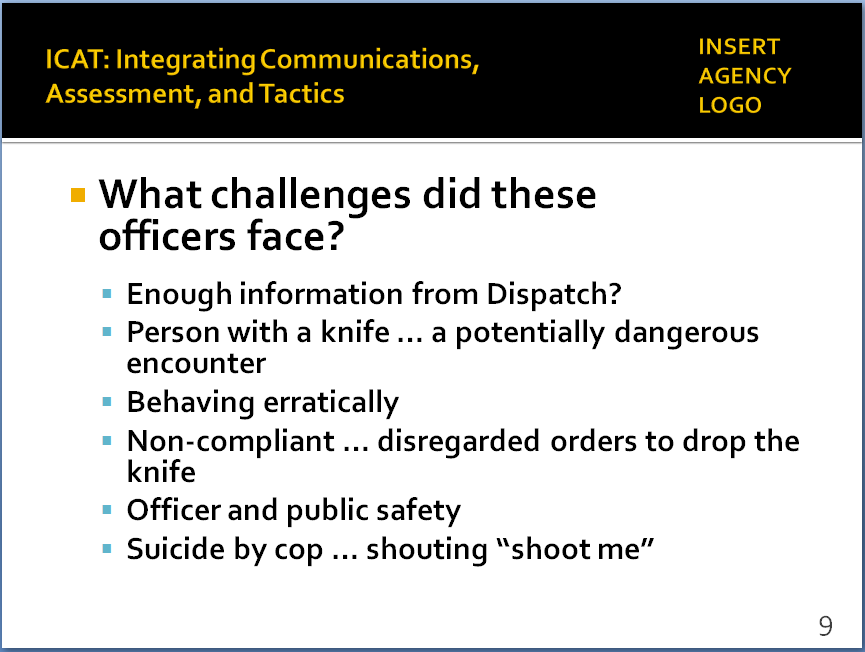 ICAT: Integrating Communications,
Assessment, and Tactics
INSERT
AGENCY
LOGO
What challenges did these
officers face?
Enough information from Dispatch?
Person with a knife … a potentially dangerous
encounter
Behaving erratically
Non-compliant … disregarded orders to drop the
knife
Officer and public safety
Suicide by cop … shouting “shoot me”
9